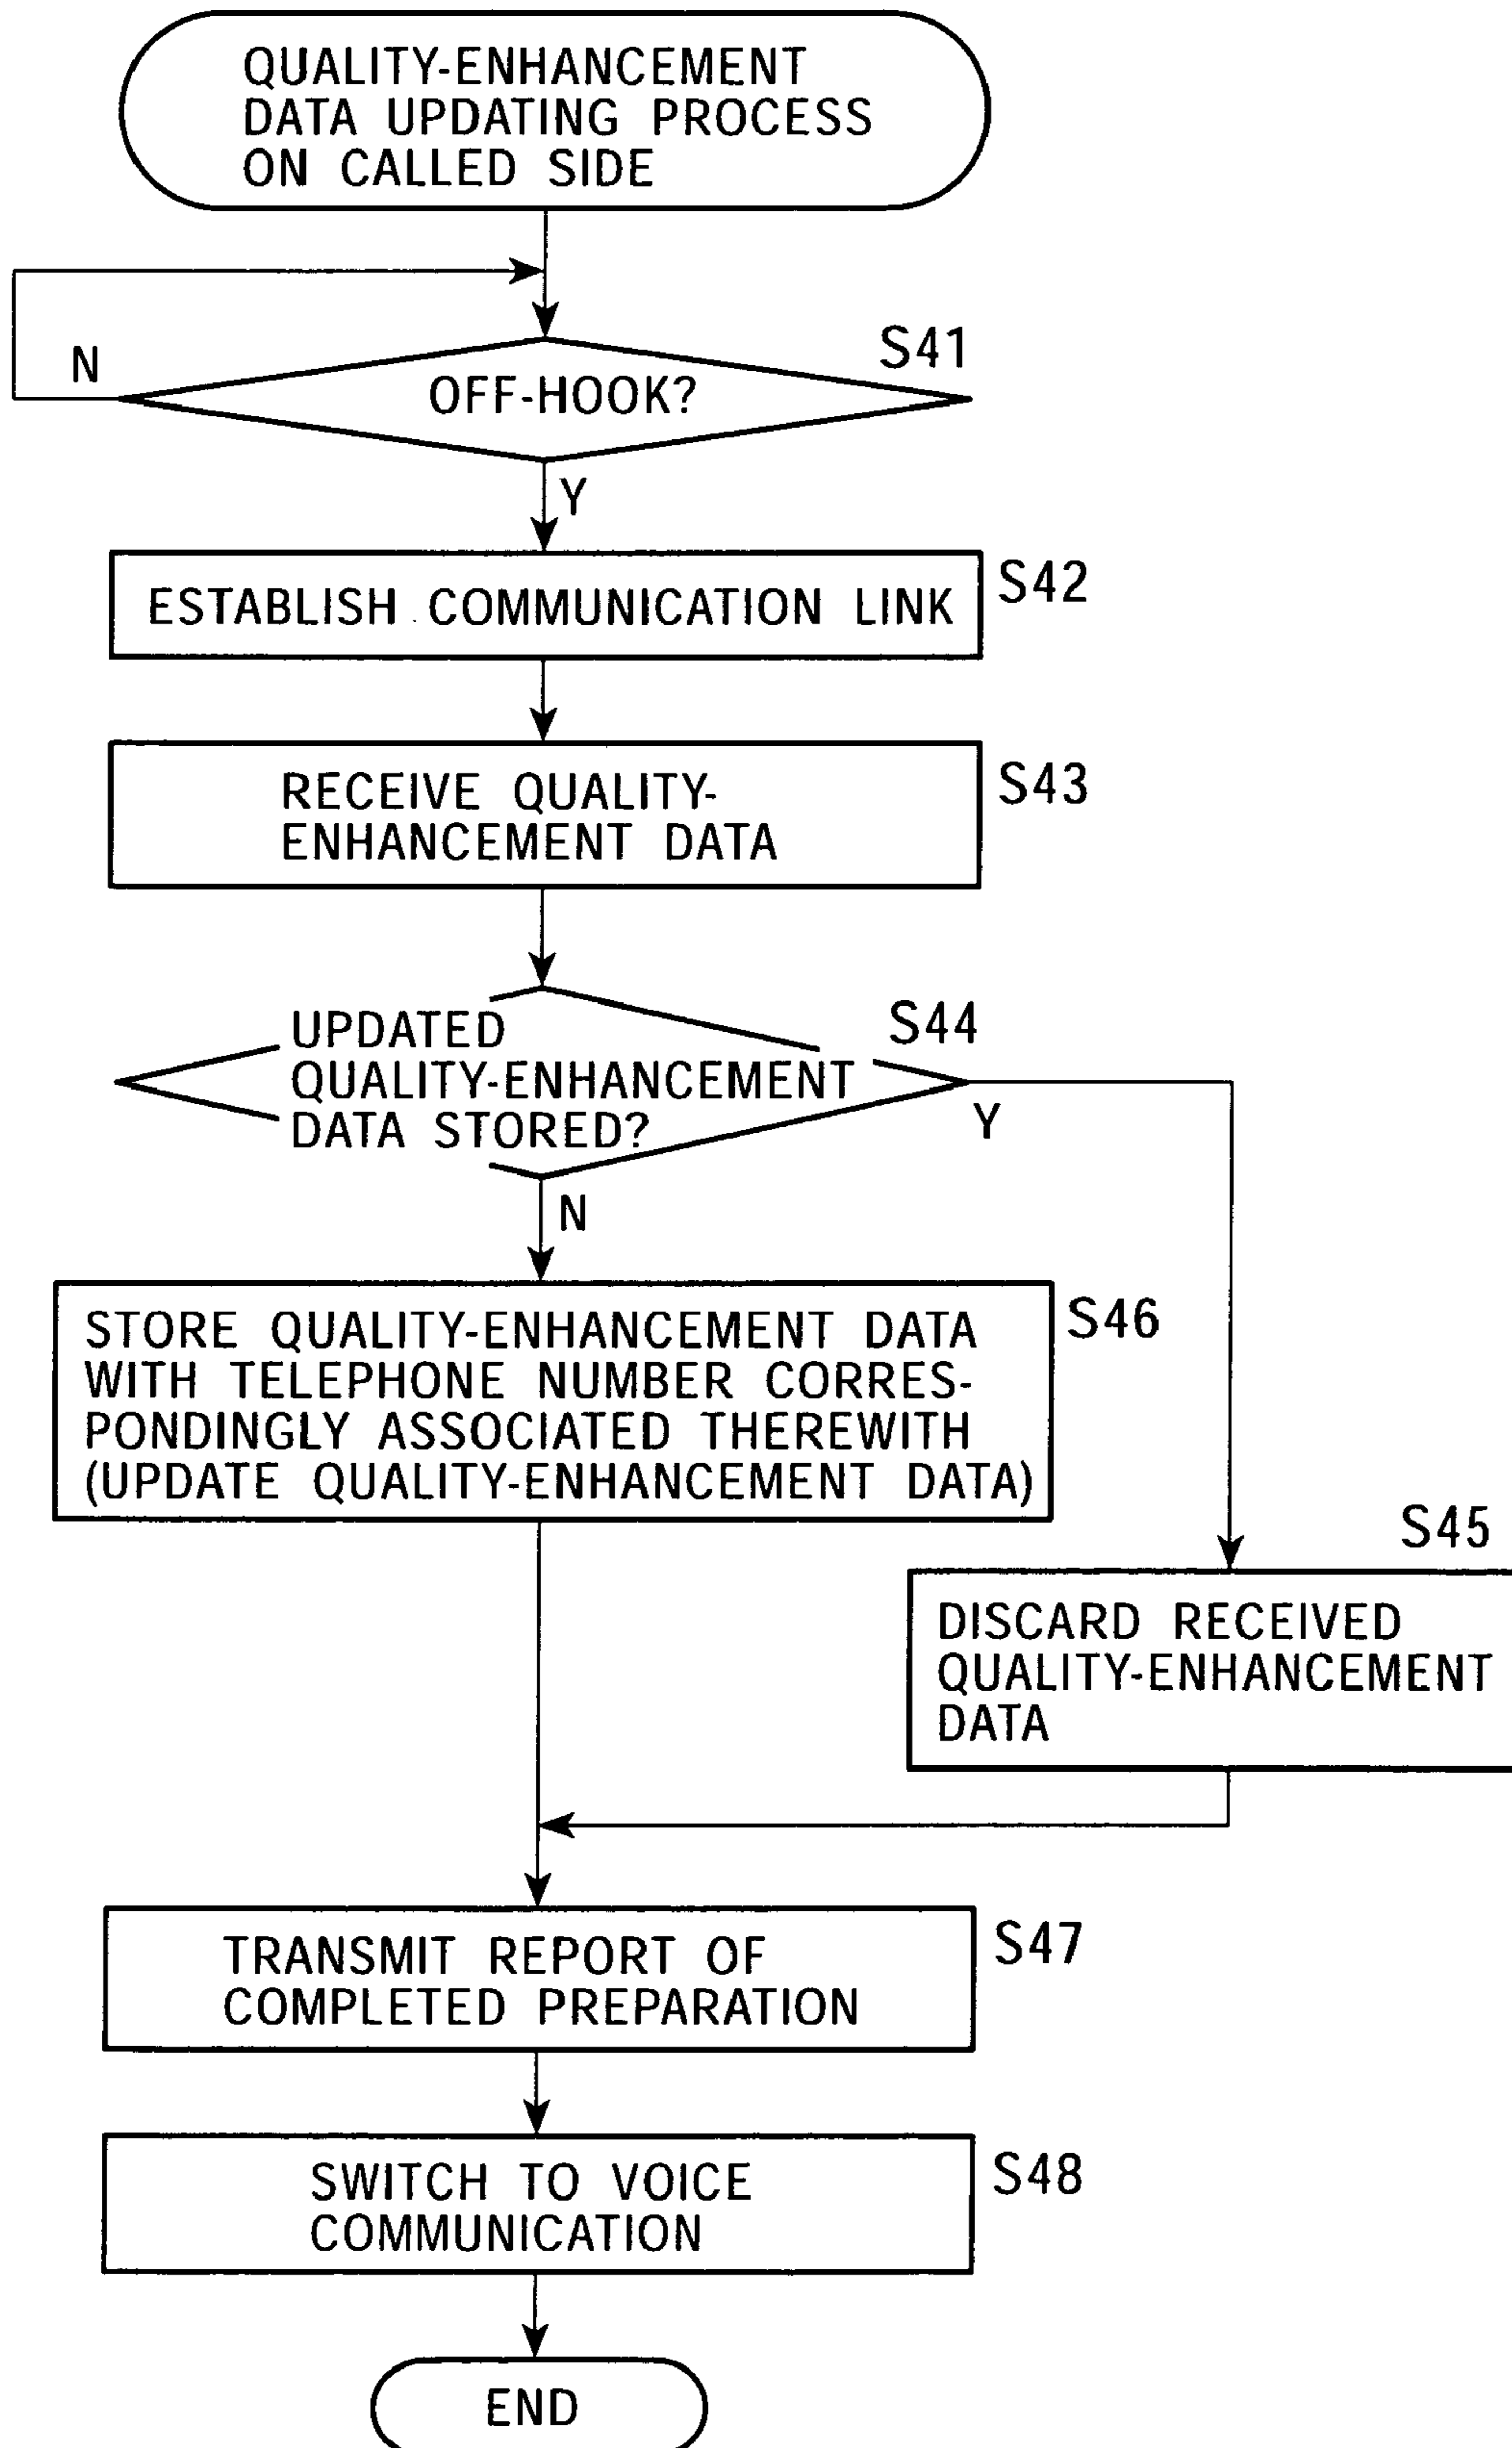 QUALITY-ENHANCEMENT
DATA UPDATING PROCESS
ON CALLED SIDE
S41
N
OFF-HOOK?
Y
ESTABLISH COMMUNICATION LINK
S42
RECEIVE QUALITY-
ENHANCEMENT DATA
S43
UPDATED
QUALITY-ENHANCEMENT
DATA STORED?
S44
Y
N
STORE QUALITY-ENHANCEMENT DATA
WITH TELEPHONE NUMBER CORRES-
PONDINGLY ASSOCIATED THEREWITH
(UPDATE QUALITY-ENHANCEMENT DATA)
S46
S45
DISCARD RECEIVED
QUALITY-ENHANCEMENT
DATA
TRANSMIT REPORT OF
COMPLETED PREPARATION
S47
SWITCH TO VOICE
COMMUNICATION
S48
END